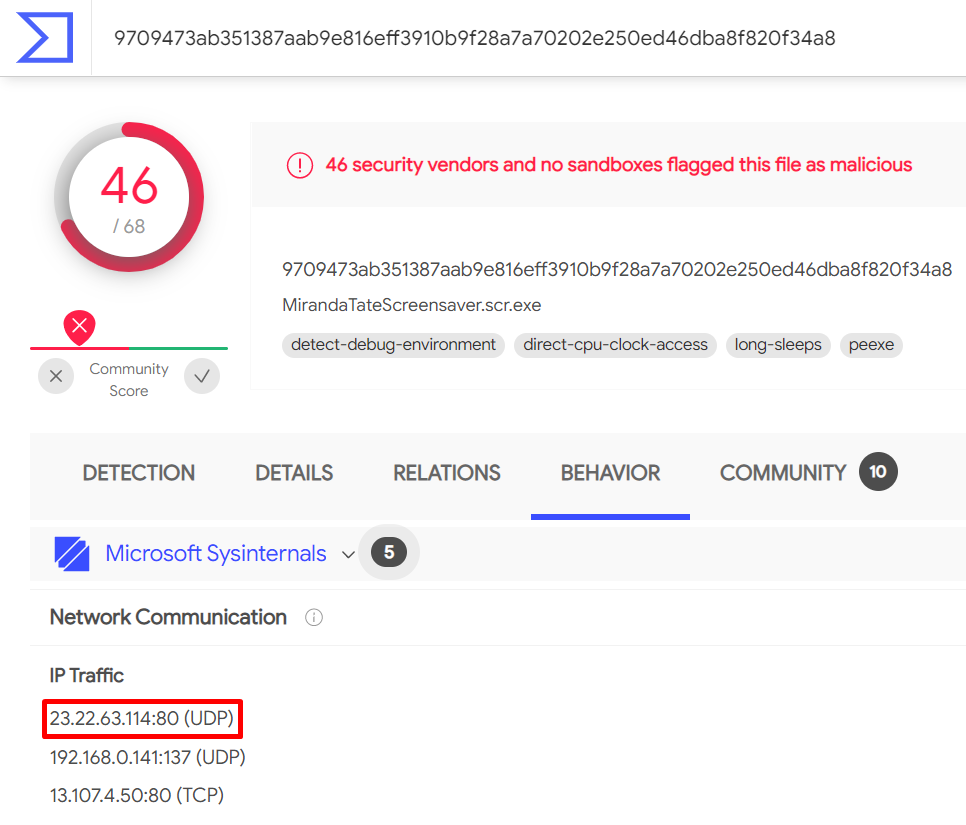 9709473ab351387aab9e816eff3910b9f28a7a70202e250ed46dba8f820f34a8
46
/ 68
46 security vendors and no sandboxes flagged this file as malicious
9709473ab351387aab9e816eff3910b9f28a7a70202e250ed46dba8f820f34a8
MirandaTateScreensaver.scr.exe
detect-debug-environment direct-cpu-clock-access long-sleeps peexe
Community
Score
DETECTION DETAILS RELATIONS BEHAVIOR COMMUNITY 10
Microsoft Sysinternals 5
Network Communication
IP Traffic
23.22.63.114:80 (UDP)
192.168.0.141:137 (UDP)
13.107.4.50:80 (TCP)